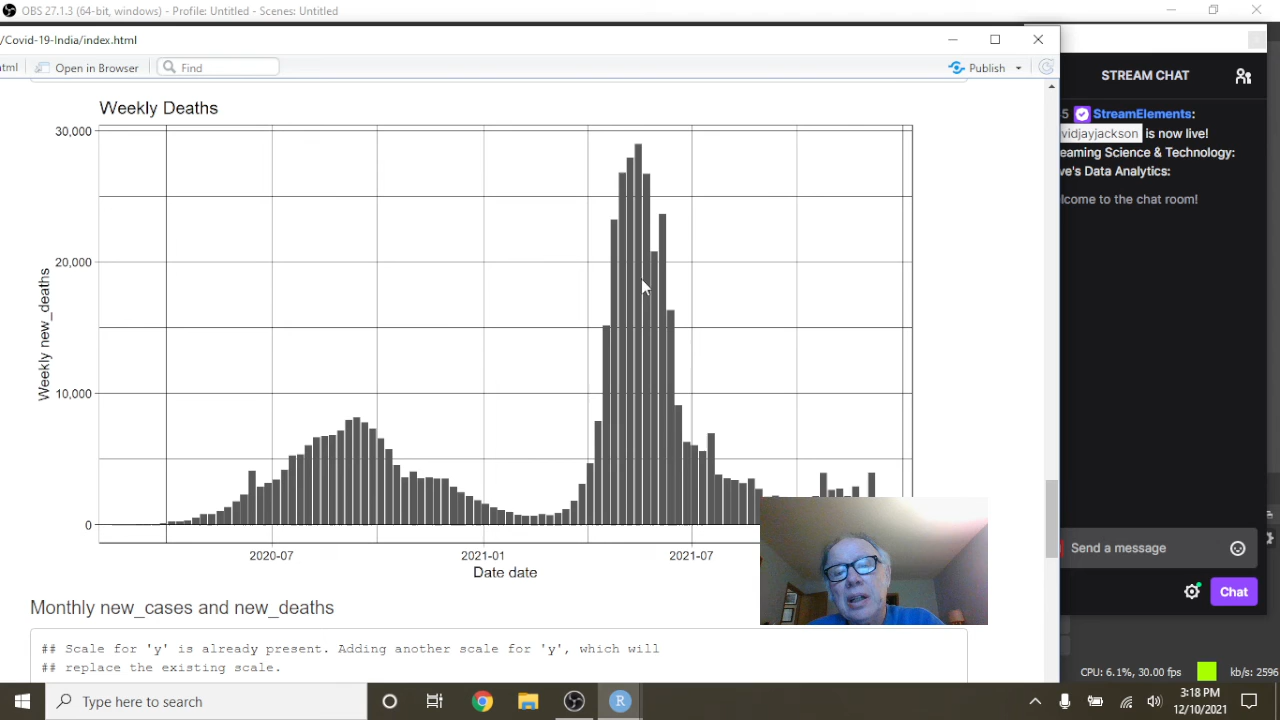 OBS 27.1.3 (64-bit, windows) - Profile: Untitled - Scenes: Untitled
/Covid-19-India/index.html
html
Open in Browser
Find
Publish
Weekly Deaths
30,000
20,000
10,000
0
Weekly new_deaths
2020-07
2021-01
2021-07
Date date
Monthly new_cases and new_deaths
## Scale for 'y' is already present. Adding another scale for 'y', which will
## replace the existing scale.
STREAM CHAT
5 StreamElements:
vidjayjackson is now live!
eaming Science & Technology:
ve's Data Analytics:
lcome to the chat room!
Send a message
Chat
CPU: 6.1%, 30.00 fps
kb/s: 2596
Type here to search
R
3:18 PM
12/10/2021